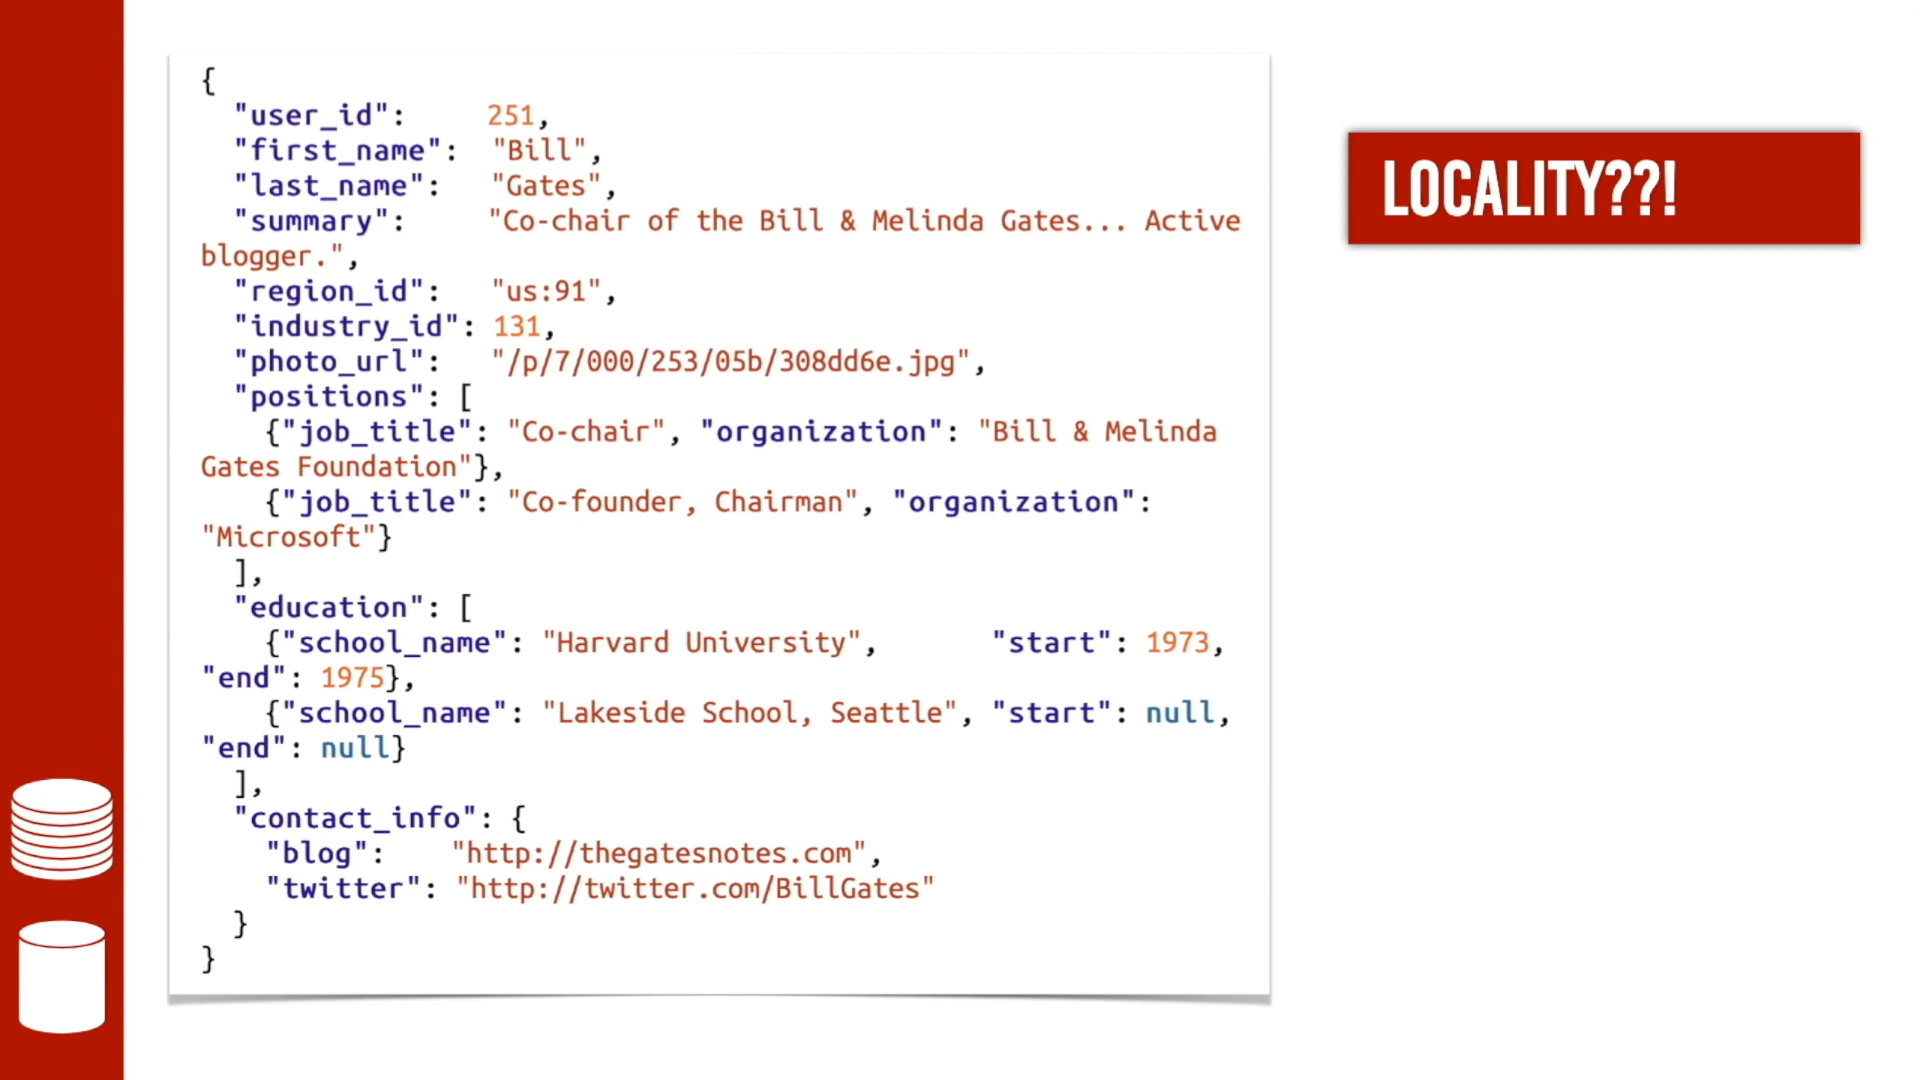 {
"user_id": 251,
"first_name": "Bill",
"last_name": "Gates",
"summary": "Co-chair of the Bill & Melinda Gates... Active
blogger.",
"region_id": "us:91",
"industry_id": 131,
"photo_url": "/p/7/000/253/05b/308dd6e.jpg",
"positions": [
{"job_title": "Co-chair", "organization": "Bill & Melinda
Gates Foundation"},
{"job_title": "Co-founder, Chairman", "organization":
"Microsoft"}
],
"education": [
{"school_name": "Harvard University", "start": 1973,
"end": 1975},
{"school_name": "Lakeside School, Seattle", "start": null,
"end": null}
],
"contact_info": {
"blog": "http://thegatesnotes.com",
"twitter": "http://twitter.com/BillGates"
}
}
LOCALITY??!